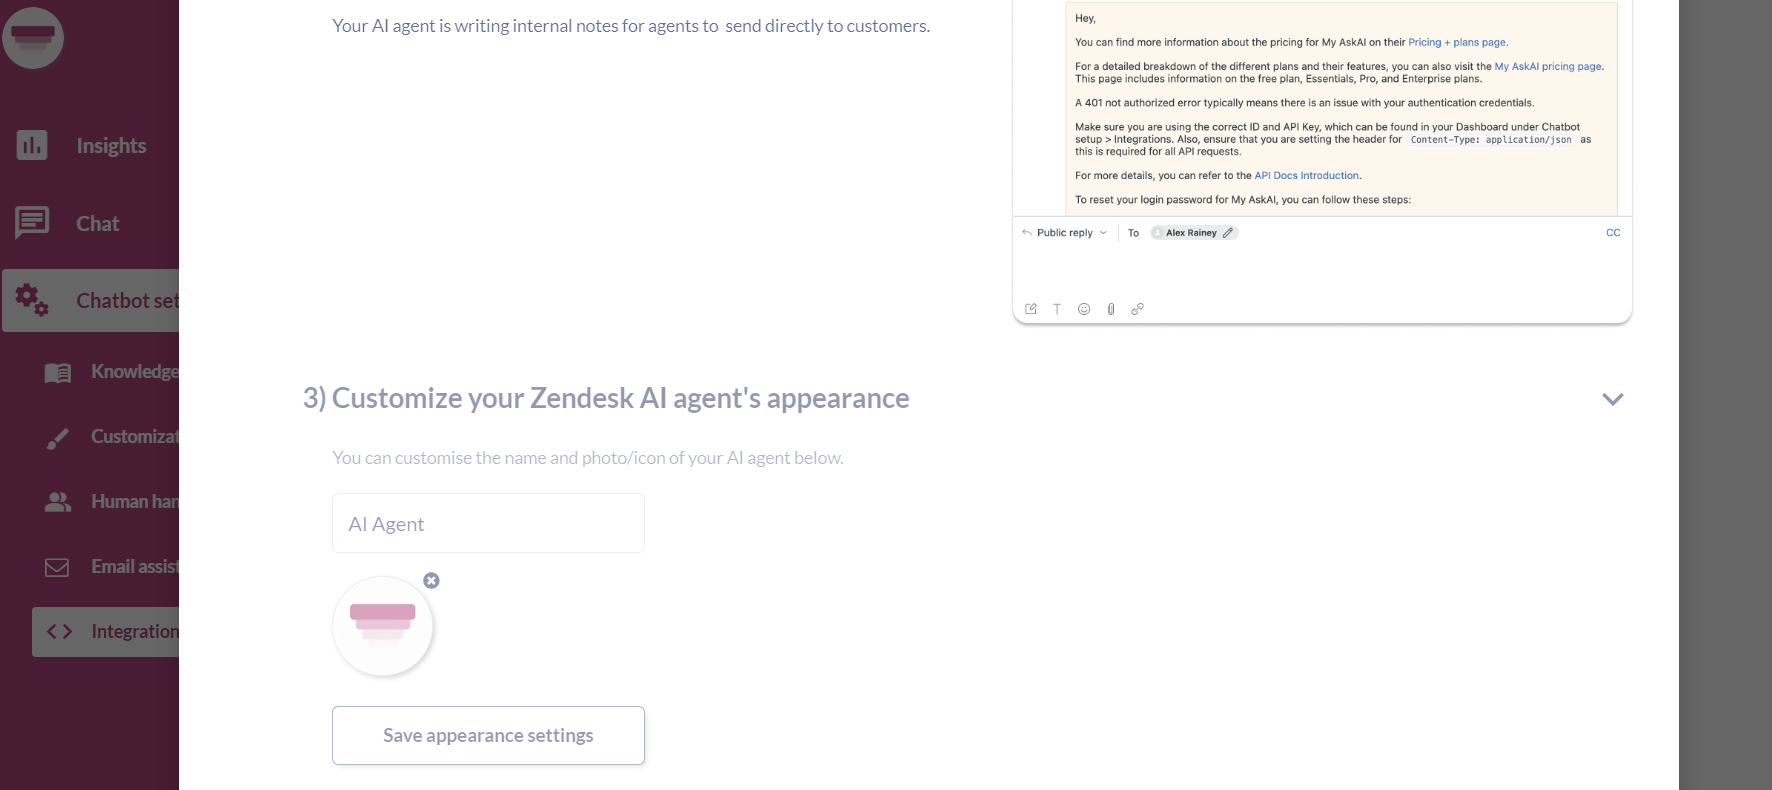 Your AI agent is writing internal notes for agents to  send directly to customers.
Hey,
You can find more information about the pricing for My AskAI on their Pricing + plans page.
For a detailed breakdown of the different plans and their features, you can also visit the My AskAI pricing page.
This page includes information on the free plan, Essentials, Pro, and Enterprise plans.
A 401 not authorized error typically means there is an issue with your authentication credentials.
Make sure you are using the correct ID and API Key, which can be found in your Dashboard under Chatbot
setup > Integrations. Also, ensure that you are setting the header for Content-Type: application/json as
this is required for all API requests.
For more details, you can refer to the API Docs Introduction.
To reset your login password for My AskAI, you can follow these steps:
Public reply
To
Alex Rainey
CC
Insights
Chat
Chatbot set
Knowledge
Customizat
Human han
Email assist
Integration
3) Customize your Zendesk AI agent's appearance
You can customise the name and photo/icon of your AI agent below.
AI Agent
Save appearance settings